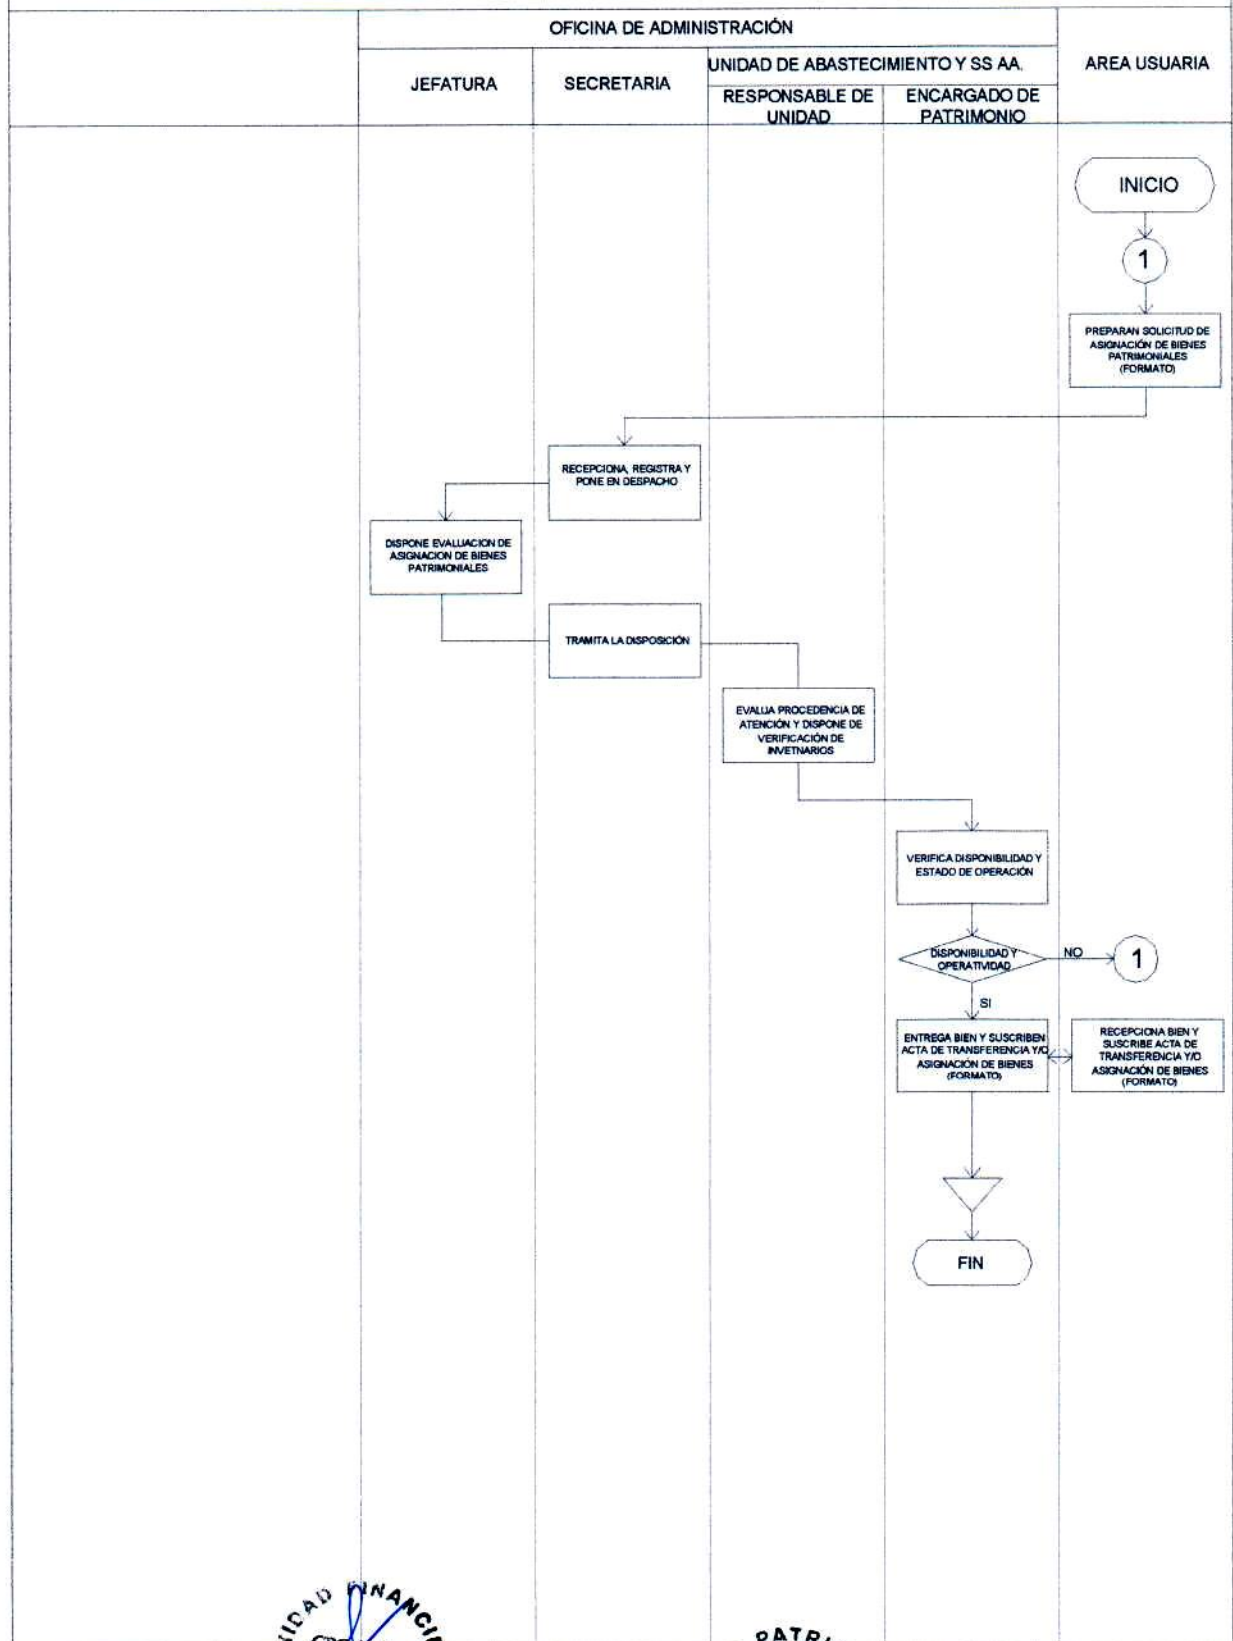 OFICINA DE ADMINISTRACIÓN
JEFATURA
SECRETARIA
UNIDAD DE ABASTECIMIENTO Y SS AA.
RESPONSABLE DE
UNIDAD
ENCARGADO DE
PATRIMONIO
AREA USUARIA
INICIO
1
PREPARAN SOLICITUD DE
ASIGNACIÓN DE BIENES
PATRIMONIALES
(FORMATO)
RECEPCIONA, REGISTRA Y
PONE EN DESPACHO
DISPONE EVALUACION DE
ASIGNACION DE BIENES
PATRIMONIALES
TRAMITA LA DISPOSICIÓN
EVALUA PROCEDENCIA DE
ATENCIÓN Y DISPONE DE
VERIFICACIÓN DE
INVETNARIOS
VERIFICA DISPONIBILIDAD Y
ESTADO DE OPERACIÓN
DISPONIBILIDAD Y
OPERATIVIDAD
NO
1
SI
ENTREGA BIEN Y SUSCRIBEN
ACTA DE TRANSFERENCIA Y/O
ASIGNACIÓN DE BIENES
(FORMATO)
RECEPCIONA BIEN Y
SUSCRIBE ACTA DE
TRANSFERENCIA Y/O
ASIGNACIÓN DE BIENES
(FORMATO)
FIN